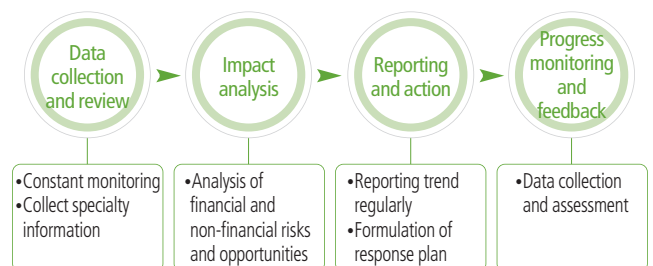 Data
collection
and review
Impact
analysis
Reporting
and action
Progress
monitoring
and
feedback
•Constant monitoring
•Collect specialty
information
•Analysis of
financial and
non-financial risks
and opportunities
•Reporting trend
regularly
•Formulation of
response plan
•Data collection
and assessment